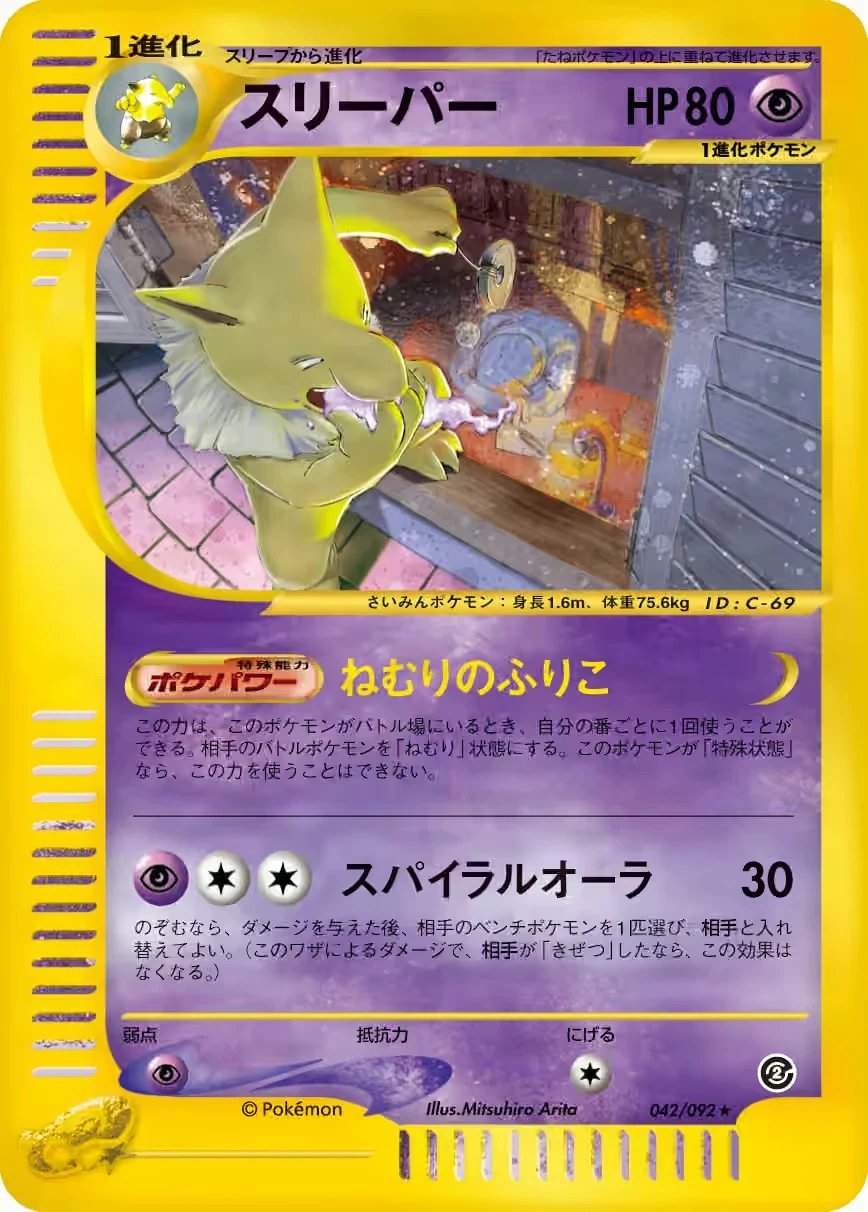 1進化
スリープから進化
「たねポケモン」の上に重ねて進化させます。
スリーパー
HP80
1進化ポケモン
さいみんポケモン：身長1.6m、体重75.6kg ID:C-69
特殊能力
ポケパワー
ねむりのふりこ
この力は、このポケモンがバトル場にいるとき、自分の番ごとに1回使うことが
できる。相手のバトルポケモンを「ねむり」状態にする。このポケモンが「特殊状態」
なら、この力を使うことはできない。
スパイラルオーラ 30
のぞむなら、ダメージを与えた後、相手のベンチポケモンを1匹選び、相手と入れ
替えてよい。（このワザによるダメージで、相手が「きぜつ」したなら、この効果は
なくなる。）
弱点 抵抗力 にげる
2
© Pokémon Illus.Mitsuhiro Arita 042/092★